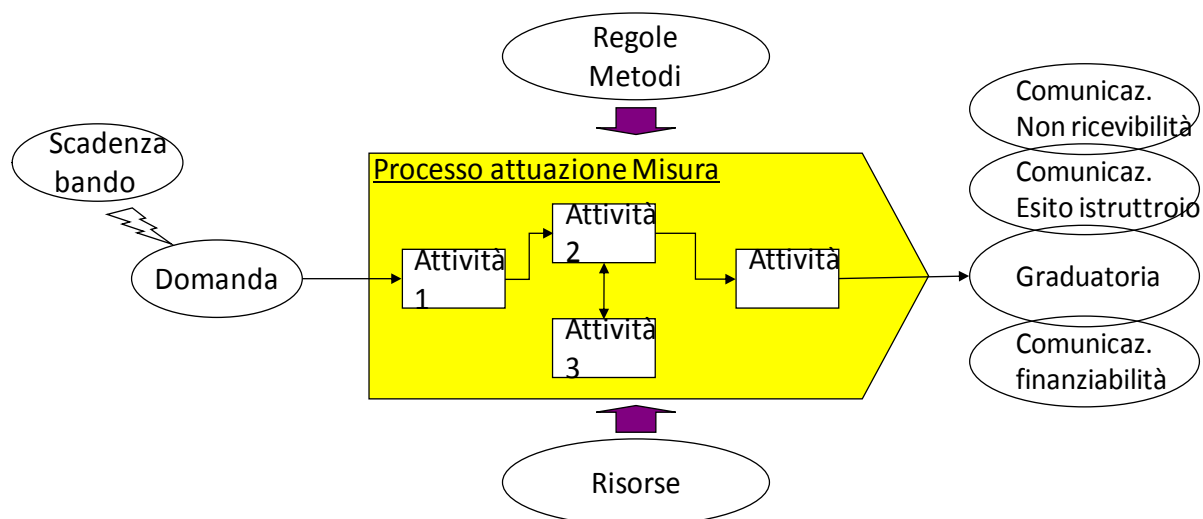 Regole
Metodi
Scadenza
bando
Domanda
Processo attuazione Misura
Attività
1
Attività
2
Attività
3
Attività
Risorse
Comunicaz.
Non ricevibilità
Comunicaz.
Esito istruttroio
Graduatoria
Comunicaz.
finanziabilità